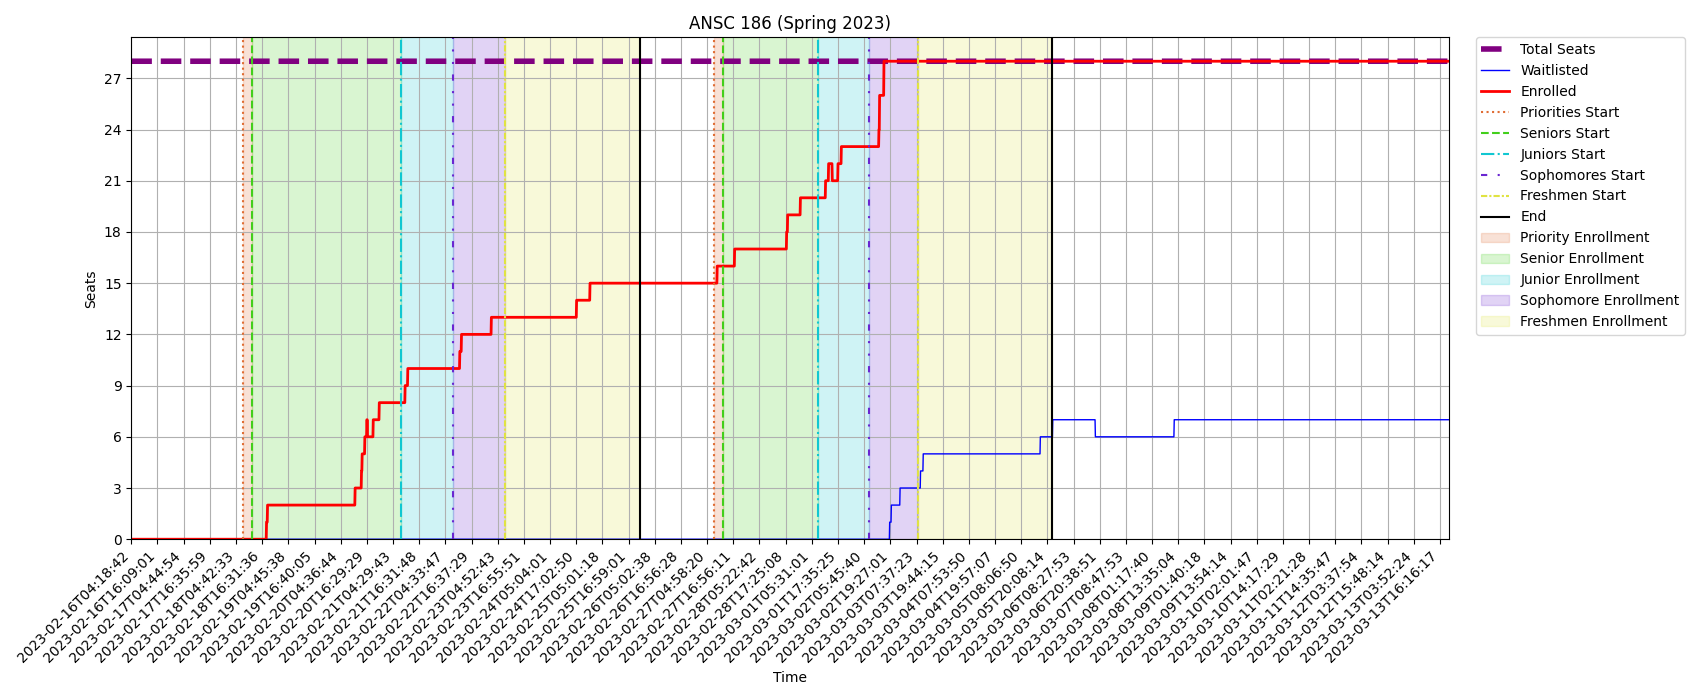 ANSC 186 (Spring 2023)
Seats
27
24
21
18
15
12
9
6
3
0
2023-02-16T04:18:42
2023-02-16T16:09:01
2023-02-17T04:44:54
2023-02-17T16:35:59
2023-02-18T04:42:33
2023-02-18T16:31:36
2023-02-19T04:45:38
2023-02-19T16:40:05
2023-02-20T04:36:44
2023-02-20T16:29:29
2023-02-21T04:29:43
2023-02-21T16:31:48
2023-02-22T04:33:47
2023-02-22T16:37:29
2023-02-23T04:52:43
2023-02-23T16:55:51
2023-02-24T05:04:01
2023-02-24T17:02:50
2023-02-25T05:01:18
2023-02-25T16:59:01
2023-02-26T05:02:38
2023-02-26T16:56:28
2023-02-27T04:58:20
2023-02-27T16:56:11
2023-02-28T05:22:42
2023-02-28T17:25:08
2023-03-01T05:31:01
2023-03-01T17:35:25
2023-03-02T05:45:40
2023-03-02T19:27:01
2023-03-03T07:37:23
2023-03-03T19:44:15
2023-03-04T07:53:50
2023-03-04T19:57:07
2023-03-05T08:06:50
2023-03-05T20:08:14
2023-03-06T08:27:53
2023-03-06T20:38:51
2023-03-07T08:47:53
2023-03-08T01:17:40
2023-03-08T13:35:04
2023-03-09T01:40:18
2023-03-09T13:54:14
2023-03-10T02:01:47
2023-03-10T14:17:29
2023-03-11T02:21:28
2023-03-11T14:35:47
2023-03-12T03:37:54
2023-03-12T15:48:14
2023-03-13T03:52:24
2023-03-13T16:16:17
Time
Total Seats
Waitlisted
Enrolled
Priorities Start
Seniors Start
Juniors Start
Sophomores Start
Freshmen Start
End
Priority Enrollment
Senior Enrollment
Junior Enrollment
Sophomore Enrollment
Freshmen Enrollment